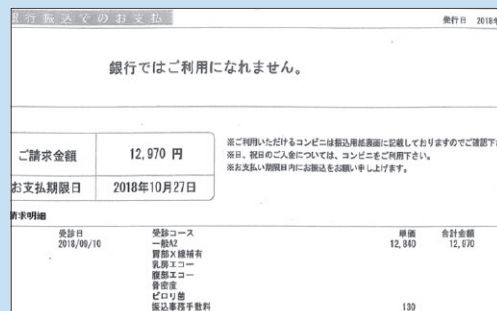 銀行振込でのお支払
発行日 2018年
銀行ではご利用になれません。
ご請求金額 12,970 円
お支払期限日 2018年10月27日
※ご利用いただけるコンビニは振込用紙裏面に記載しておりますのでご確認下さ
※日、祝日のご入金については、コンビニをご利用下さい。
※お支払い期限日内にお振込をお願い申し上げます。
請求明細
受診日 受診コース 単価 合計金額
2018/09/10 一般A2 12,840 12,970
胃部X線補有
乳房エコー
腹部エコー
骨密度
ピロリ菌
振込事務手数料 130